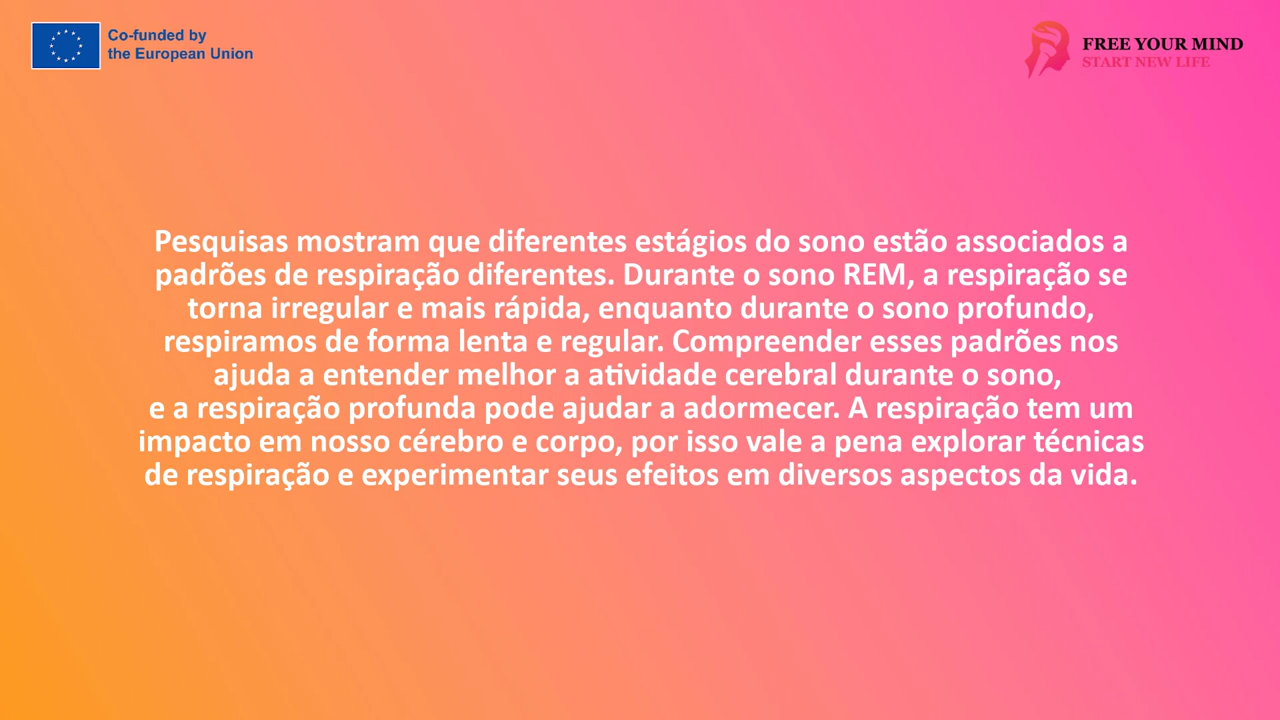 Co-funded by
the European Union
FREE YOUR MIND
START NEW LIFE
Pesquisas mostram que diferentes estágios do sono estão associados a
padrões de respiração diferentes. Durante o sono REM, a respiração se
torna irregular e mais rápida, enquanto durante o sono profundo,
respiramos de forma lenta e regular. Compreender esses padrões nos
ajuda a entender melhor a atividade cerebral durante o sono,
e a respiração profunda pode ajudar a adormecer. A respiração tem um
impacto em nosso cérebro e corpo, por isso vale a pena explorar técnicas
de respiração e experimentar seus efeitos em diversos aspectos da vida.